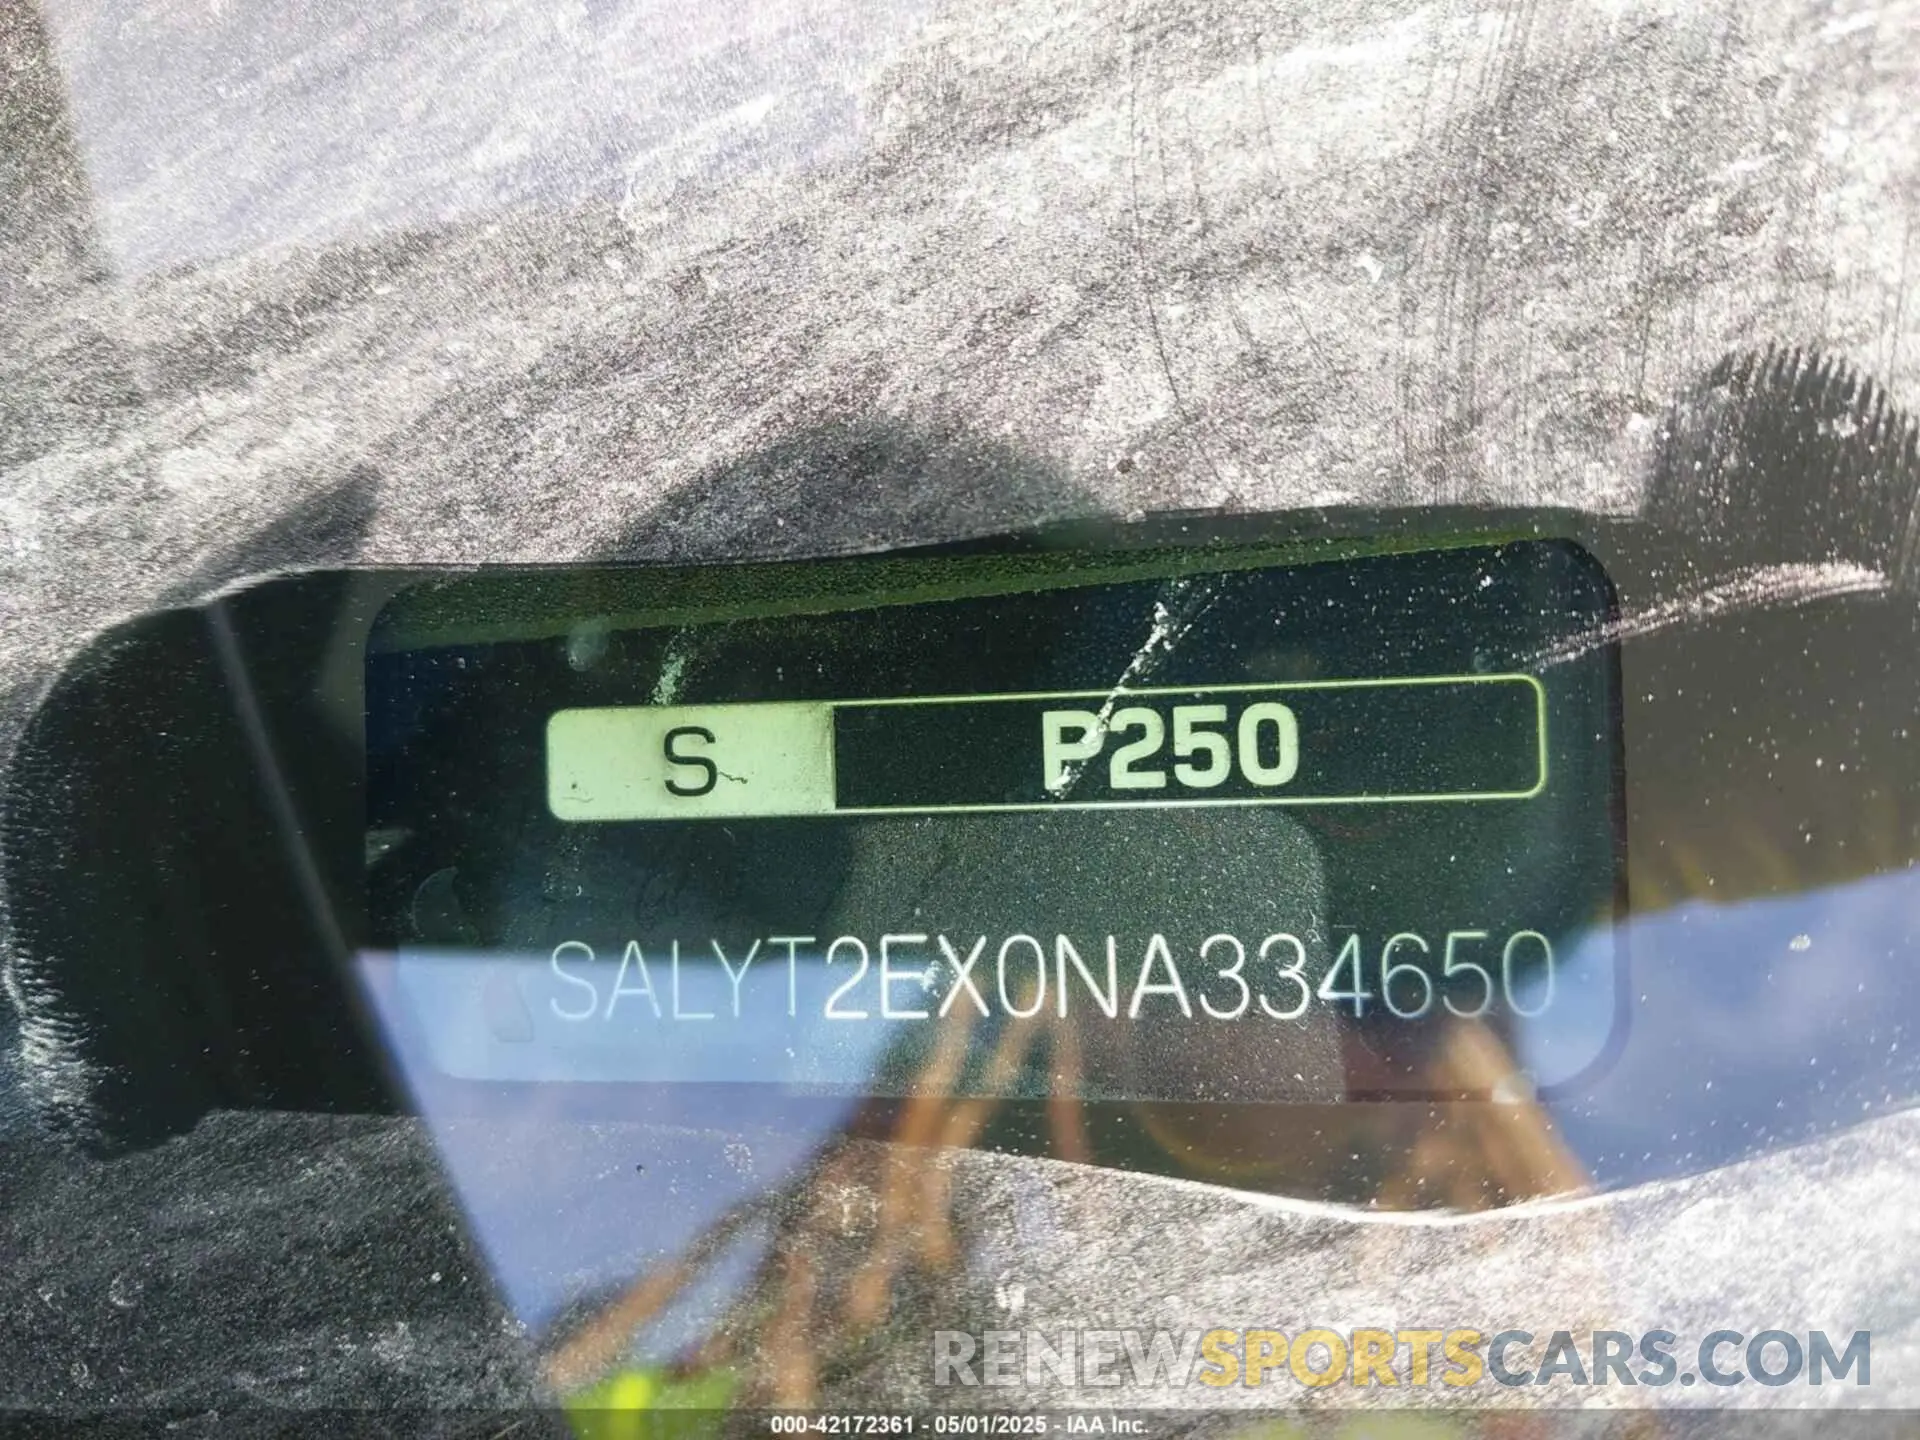 S P250
SALYT2EX0NA334650
RENEWSPORTSCARS.COM
000-42172361 - 05/01/2025 - IAA Inc.